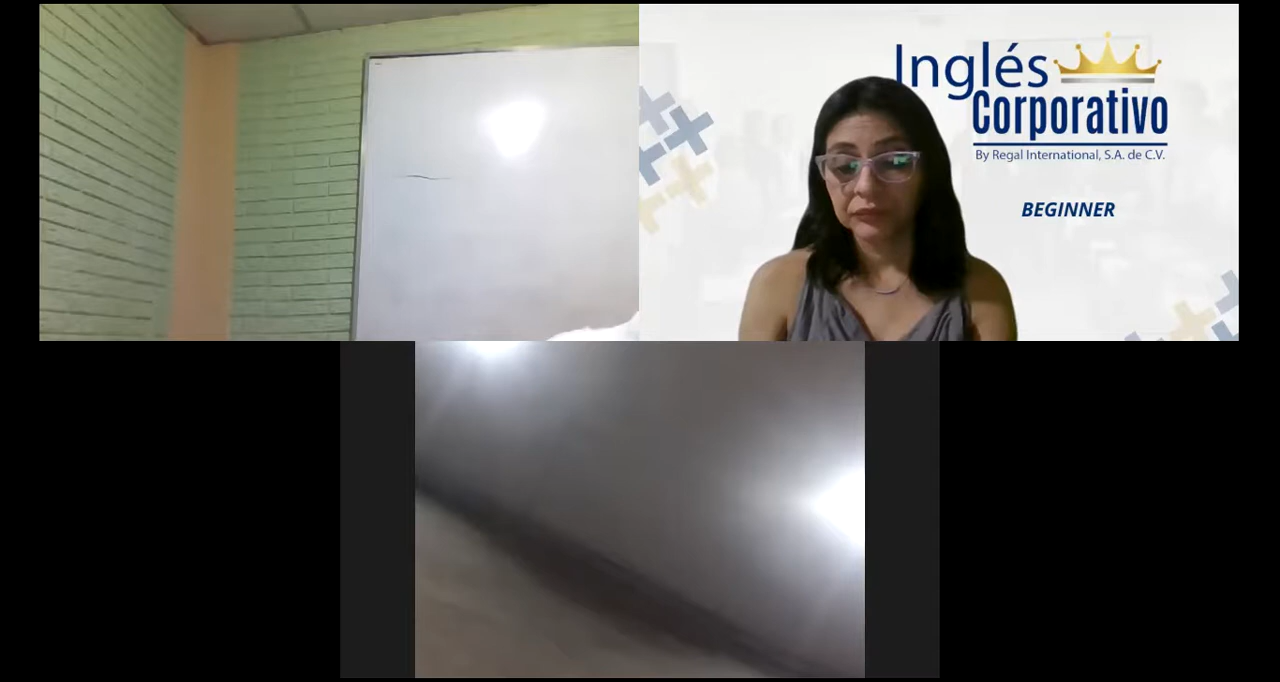 Inglés
Corporativo
By Regal International, S.A. de C.V.
BEGINNER